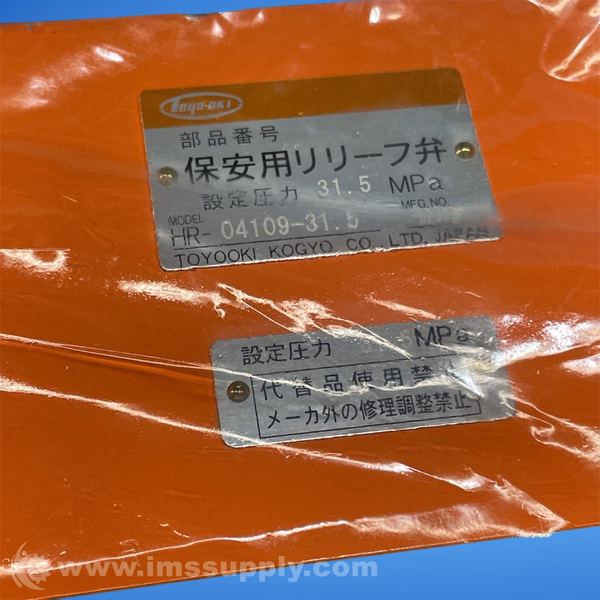 TOYO-OKI
部品番号
保安用リリーフ弁
設定圧力 31.5 MPa
MODEL MFG.NO.
HR- 04109-31.5
TOYOOKI KOGYO CO., LTD. JAPAN
設定圧力 MPa
代替品使用禁
メーカ外の修理調整禁止
www.imssupply.com